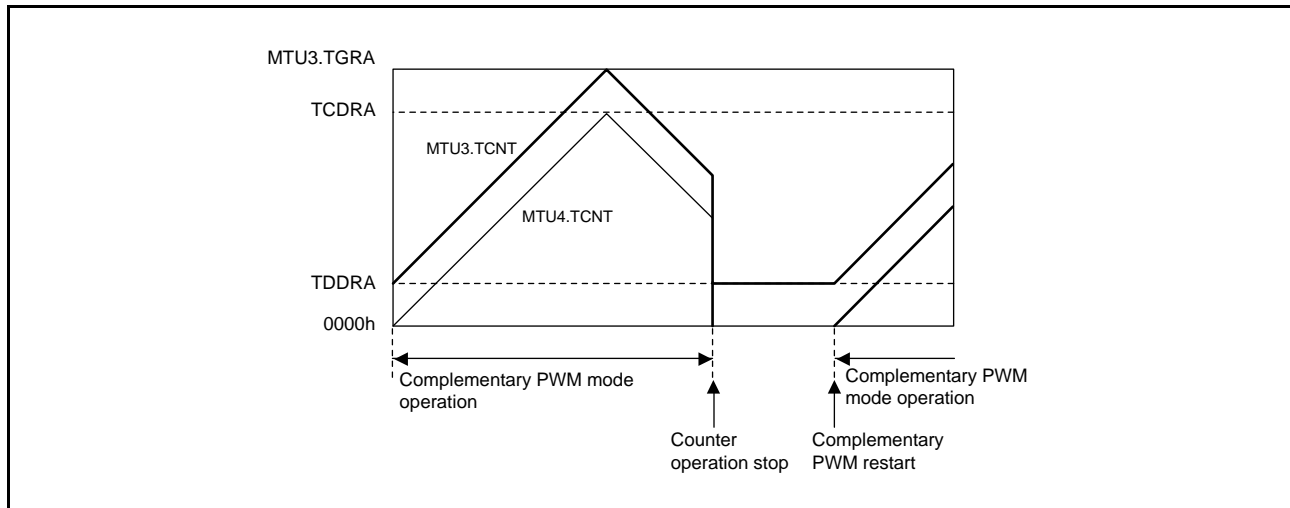 MTU3.TGRA
TCDRA
MTU3.TCNT
MTU4.TCNT
TDDRA
0000h
Complementary PWM mode
operation
Complementary PWM
mode operation
Counter
operation stop
Complementary
PWM restart